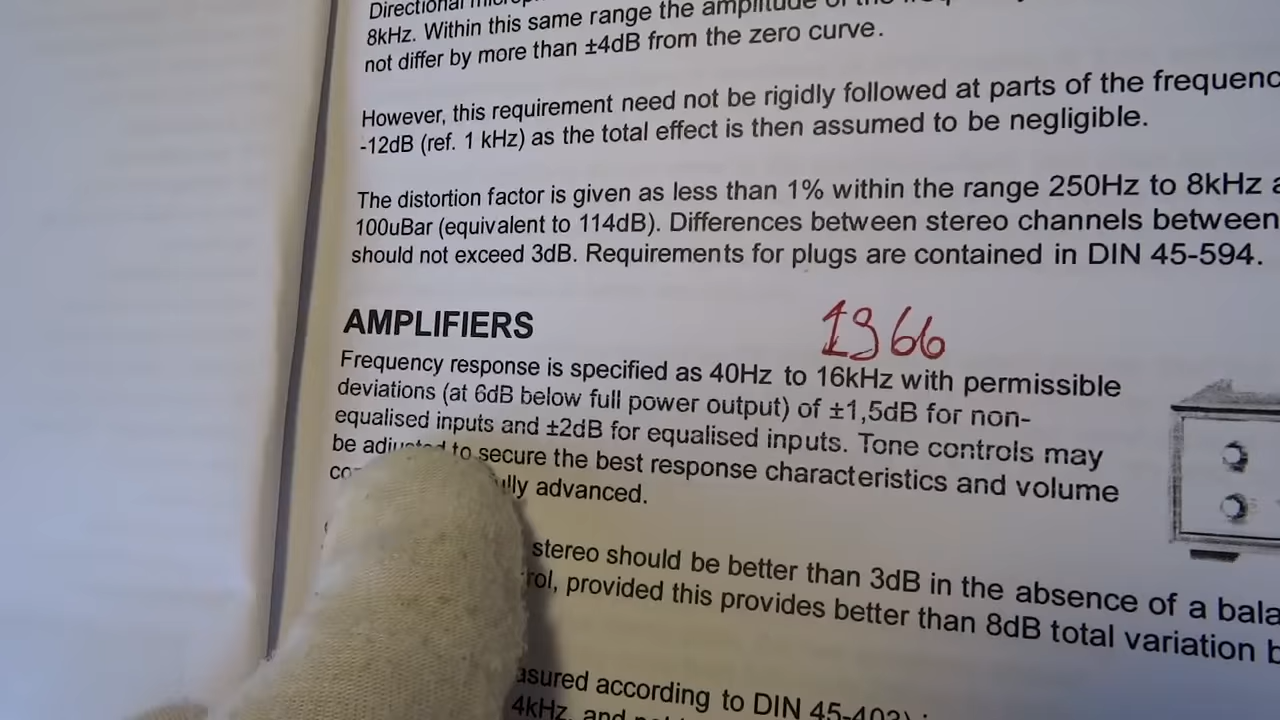 Directional
8kHz. Within this same range the amplitude of the
not differ by more than ±4dB from the zero curve.
However, this requirement need not be rigidly followed at parts of the
-12dB (ref. 1 kHz) as the total effect is then assumed to be negligible.
The distortion factor is given as less than 1% within the range 250Hz to 8kHz
100uBar (equivalent to 114dB). Differences between stereo channels between
should not exceed 3dB. Requirements for plugs are contained in DIN 45-594.
AMPLIFIERS
1966
Frequency response is specified as 40Hz to 16kHz with permissible
deviations (at 6dB below full power output) of ±1,5dB for non-
equalised inputs and ±2dB for equalised inputs. Tone controls may
be adjusted to secure the best response characteristics and volume
advanced.
stereo should be better than 3dB in the absence of a
provided this provides better than 8dB total variation
according to DIN 45-403)
4kHz, and